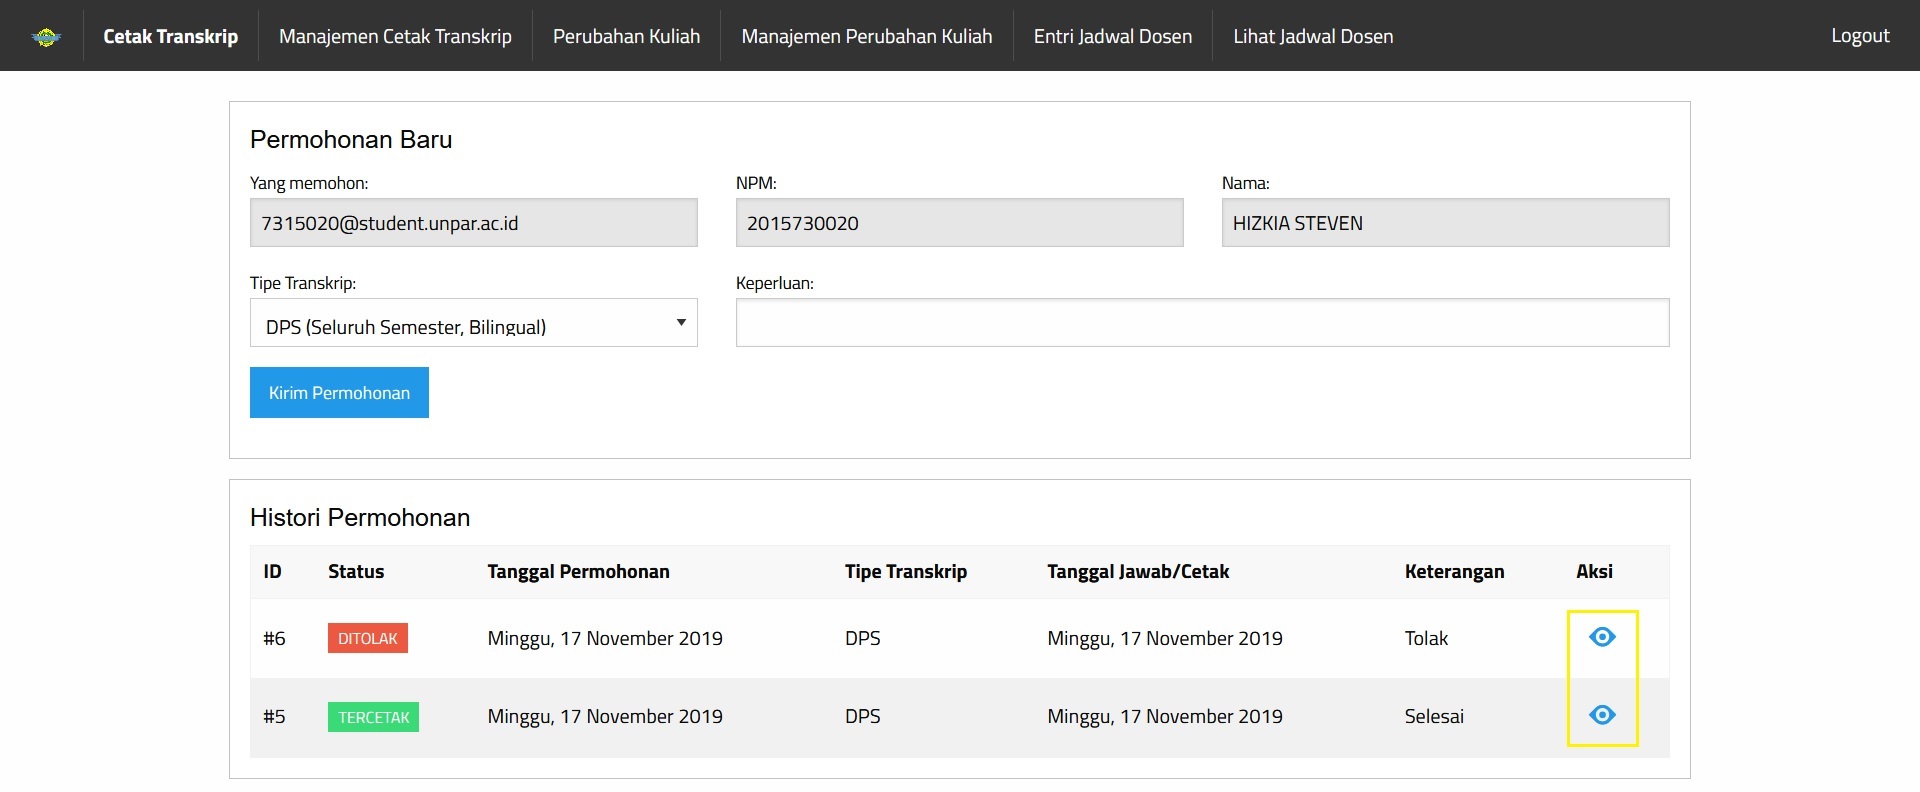 Cetak Transkrip Manajemen Cetak Transkrip Perubahan Kuliah Manajemen Perubahan Kuliah Entri Jadwal Dosen Lihat Jadwal Dosen Logout
Permohonan Baru
Yang memohon: NPM: Nama:
7315020@student.unpar.ac.id 2015730020 HIZKIA STEVEN
Tipe Transkrip: Keperluan:
DPS (Seluruh Semester, Bilingual)
Kirim Permohonan
Histori Permohonan
ID Status Tanggal Permohonan Tipe Transkrip Tanggal Jawab/Cetak Keterangan Aksi
#6 DITOLAK Minggu, 17 November 2019 DPS Minggu, 17 November 2019 Tolak
#5 TERCETAK Minggu, 17 November 2019 DPS Minggu, 17 November 2019 Selesai